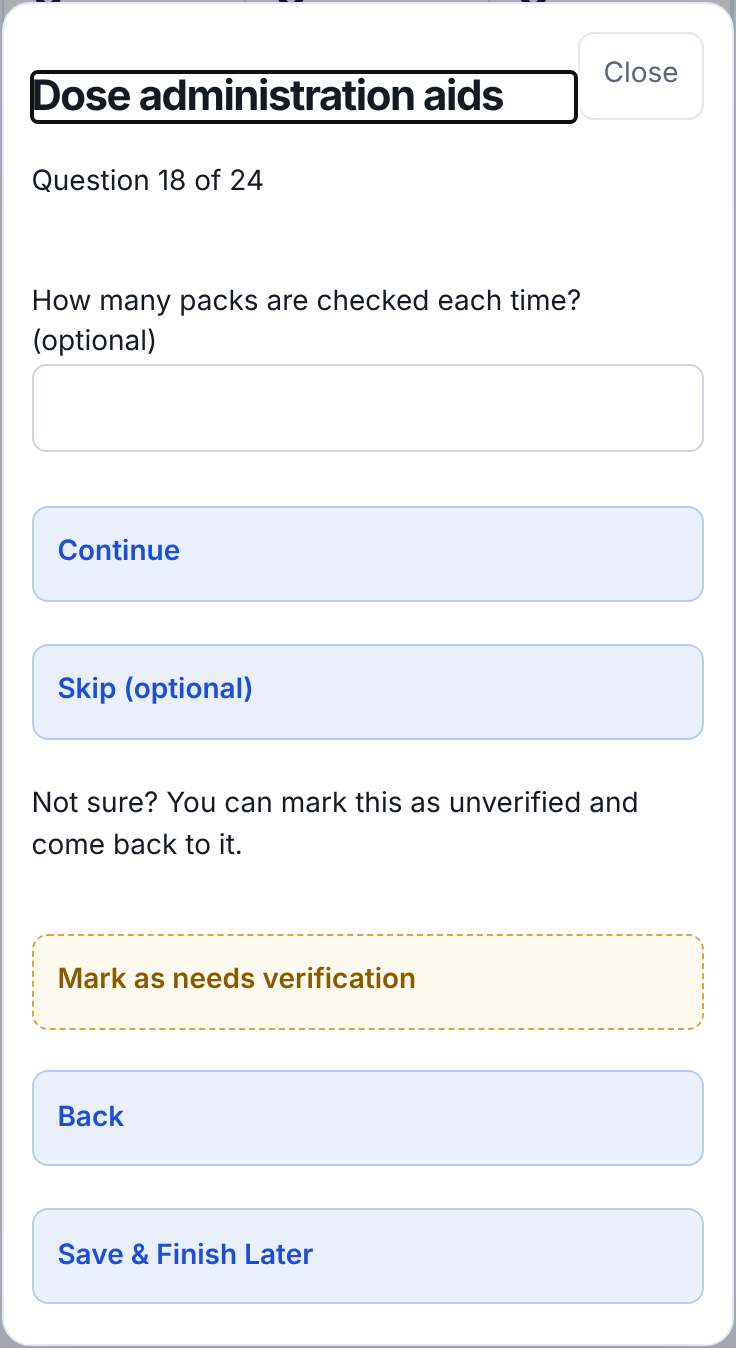 Close
Dose administration aids
Question 18 of 24
How many packs are checked each time?
(optional)
Continue
Skip (optional)
Not sure? You can mark this as unverified and
come back to it.
Mark as needs verification
Back
Save & Finish Later